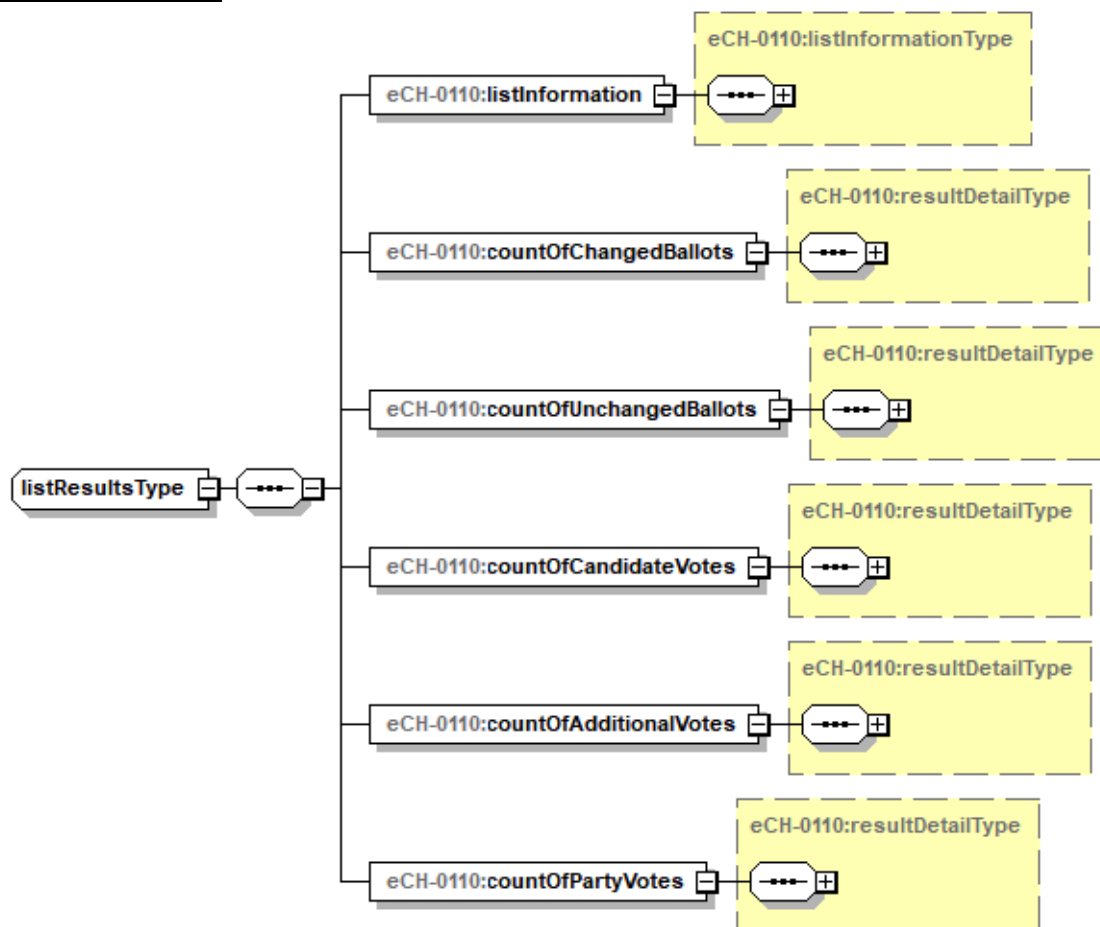 eCH-0110:listInformationType
eCH-0110:listInformation
eCH-0110:resultDetailType
eCH-0110:countOfChangedBallots
eCH-0110:resultDetailType
eCH-0110:countOfUnchangedBallots
listResultsType
eCH-0110:resultDetailType
eCH-0110:countOfCandidateVotes
eCH-0110:resultDetailType
eCH-0110:countOfAdditionalVotes
eCH-0110:resultDetailType
eCH-0110:countOfPartyVotes